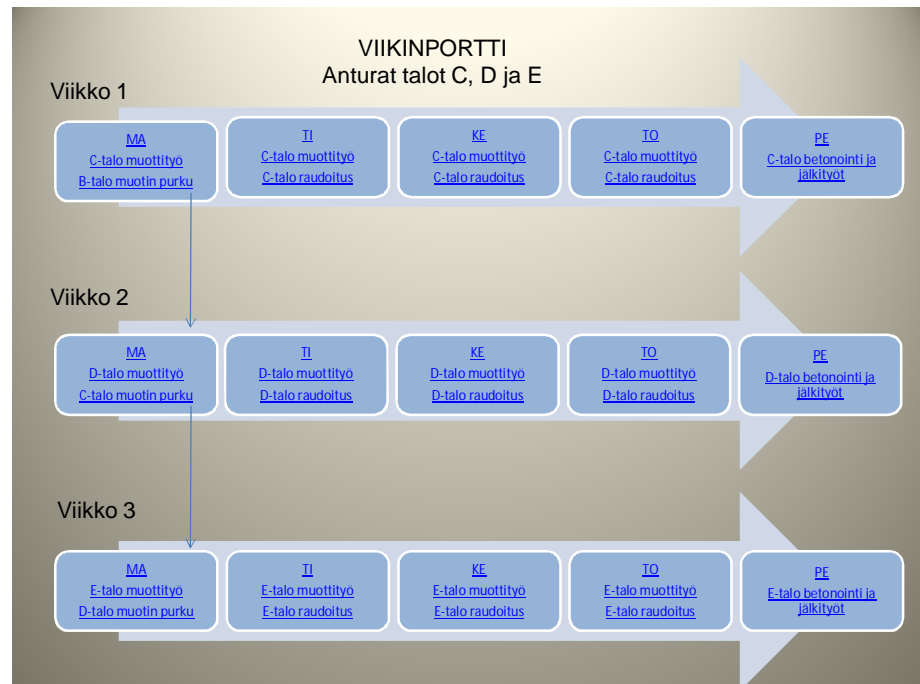 VIIKINPORTTI
Anturat talot C, D ja E
Viikko 1
MA
C-talo muottityö
B-talo muotin purku
TI
C-talo muottityö
C-talo raudoitus
KE
C-talo muottityö
C-talo raudoitus
TO
C-talo muottityö
C-talo raudoitus
PE
C-talo betonointi ja
jälkityöt
Viikko 2
MA
D-talo muottityö
C-talo muotin purku
TI
D-talo muottityö
D-talo raudoitus
KE
D-talo muottityö
D-talo raudoitus
TO
D-talo muottityö
D-talo raudoitus
PE
D-talo betonointi ja
jälkityöt
Viikko 3
MA
E-talo muottityö
D-talo muotin purku
TI
E-talo muottityö
E-talo raudoitus
KE
E-talo muottityö
E-talo raudoitus
TO
E-talo muottityö
E-talo raudoitus
PE
E-talo betonointi ja
jälkityöt